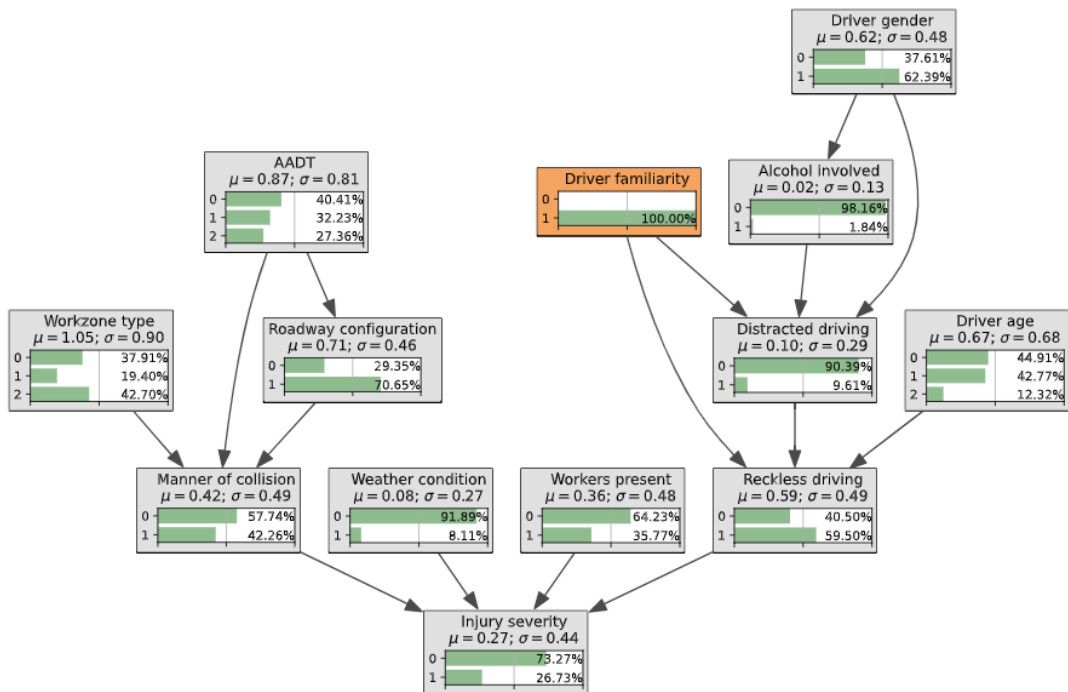 Driver gender
μ = 0.62; σ = 0.48
0 37.61%
1 62.39%
AADT
μ = 0.87; σ = 0.81
0 40.41%
1 32.23%
2 27.36%
Driver familiarity
0
1 100.00%
Alcohol involved
μ = 0.02; σ = 0.13
0 98.16%
1 1.84%
Workzone type
μ = 1.05; σ = 0.90
0 37.91%
1 19.40%
2 42.70%
Roadway configuration
μ = 0.71; σ = 0.46
0 29.35%
1 70.65%
Distracted driving
μ = 0.10; σ = 0.29
0 90.39%
1 9.61%
Driver age
μ = 0.67; σ = 0.68
0 44.91%
1 42.77%
2 12.32%
Manner of collision
μ = 0.42; σ = 0.49
0 57.74%
1 42.26%
Weather condition
μ = 0.08; σ = 0.27
0 91.89%
1 8.11%
Workers present
μ = 0.36; σ = 0.48
0 64.23%
1 35.77%
Reckless driving
μ = 0.59; σ = 0.49
0 40.50%
1 59.50%
Injury severity
μ = 0.27; σ = 0.44
0 73.27%
1 26.73%